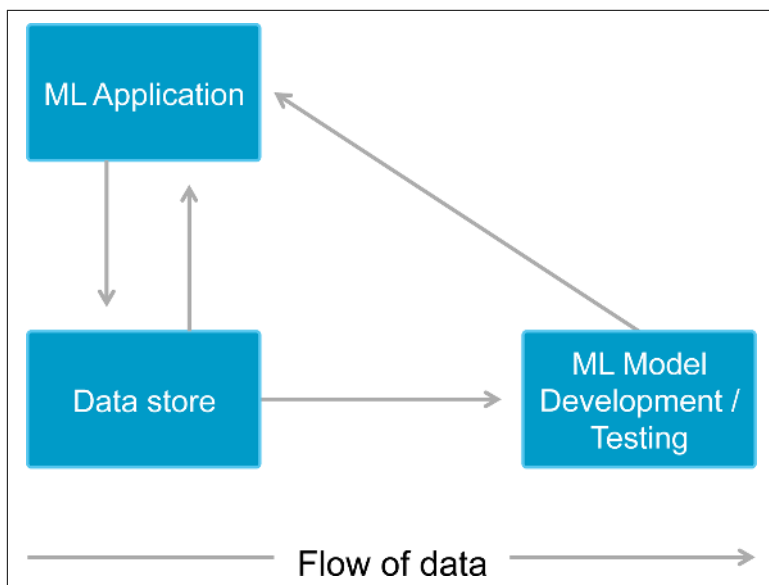 ML Application
Data store
ML Model
Development /
Testing
Flow of data